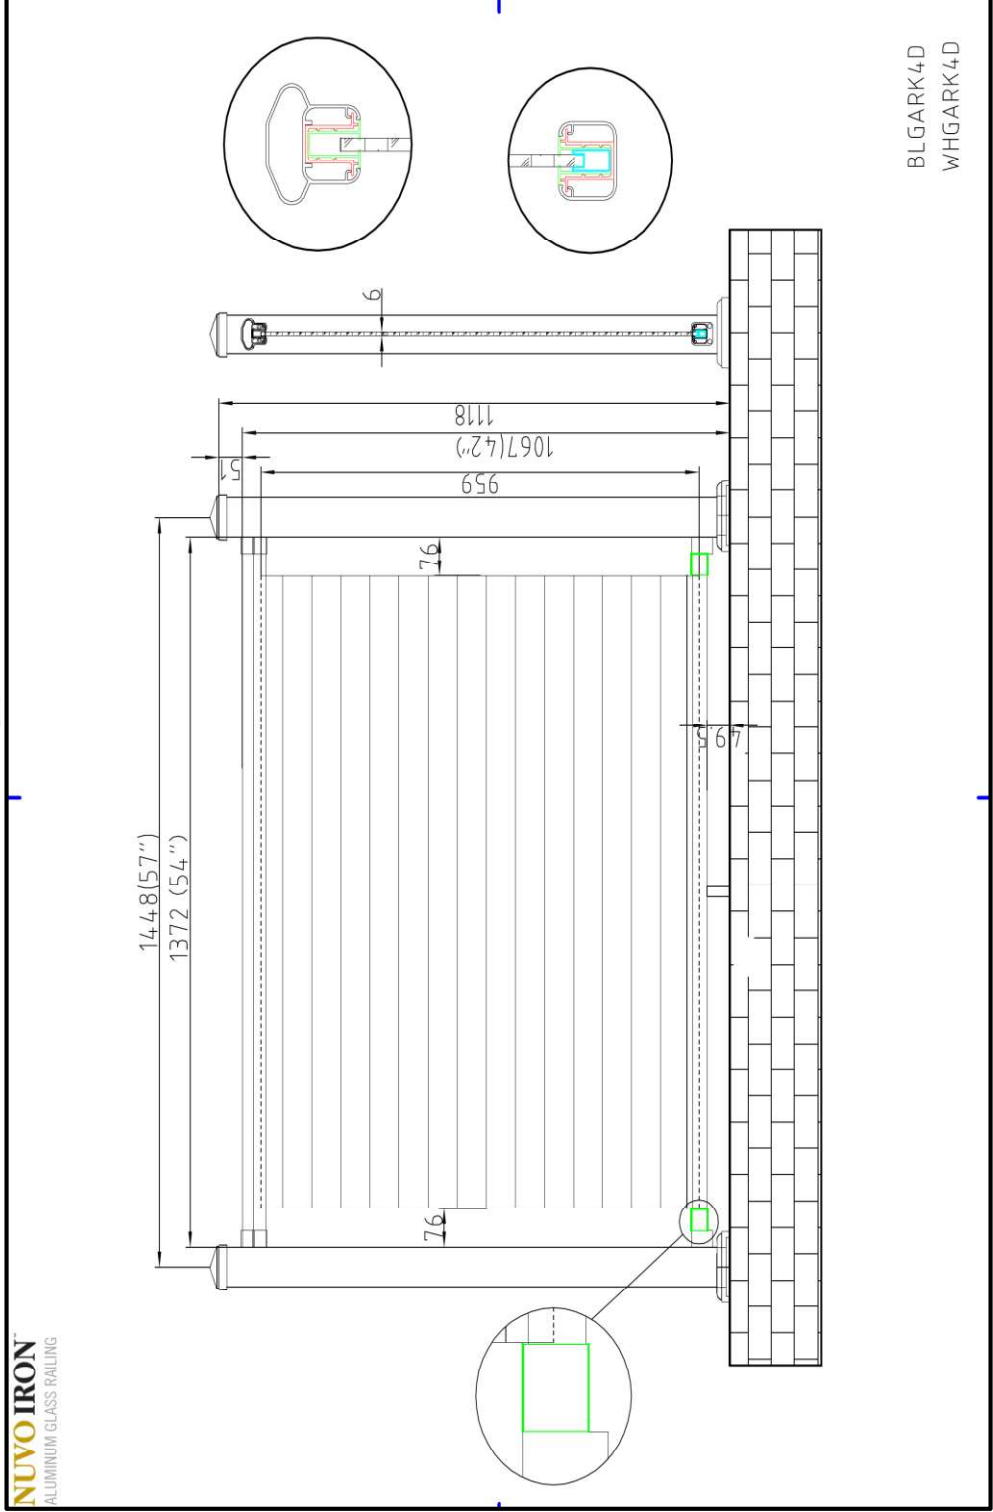 NUVO IRON
ALUMINUM GLASS RAILING
1448(57")
1372 (54")
76
76
51
959
1067(42")
1118
6
49.5
BLGARK4D
WHGARK4D